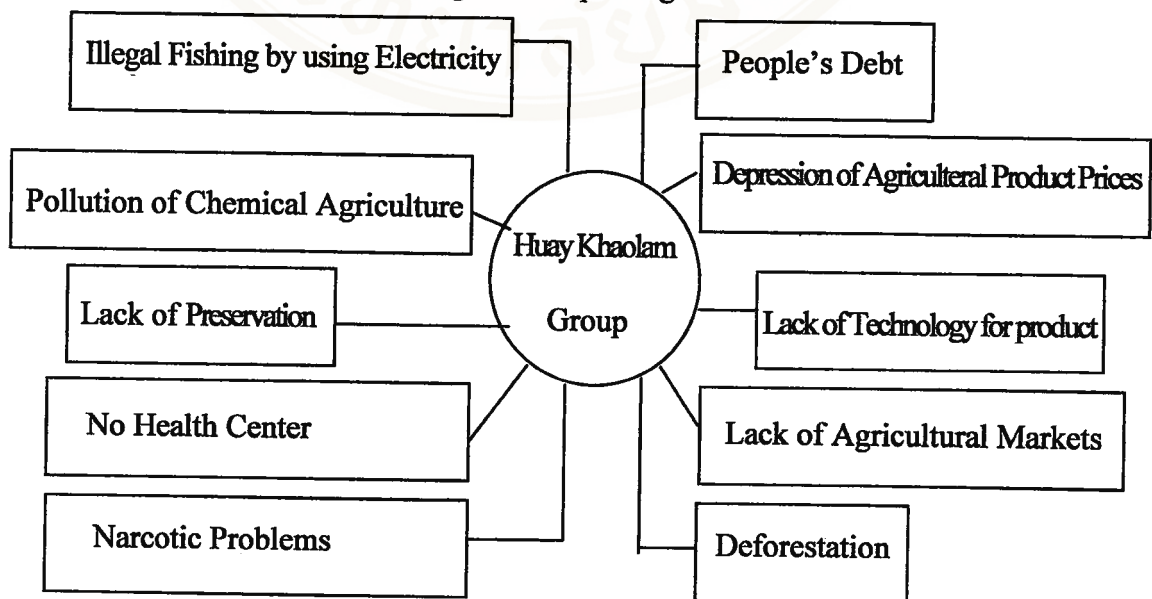 Illegal Fishing by using Electricity
Pollution of Chemical Agriculture
Lack of Preservation
No Health Center
Narcotic Problems
Huay Khaolam
Group
People's Debt
Depression of Agriculteral Product Prices
Lack of Technology for product
Lack of Agricultural Markets
Deforestation